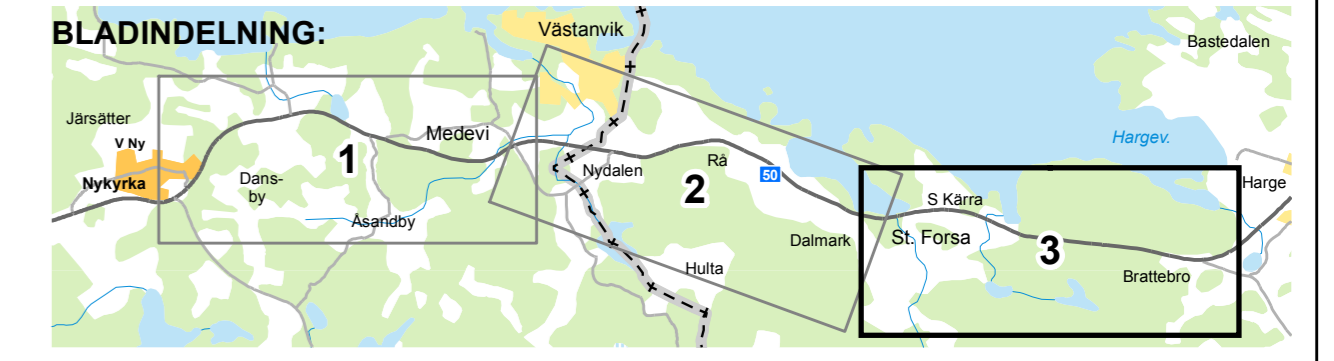 BLADINDELNING:
Västanvik
Bastedalen
Järsätter
V Ny
Nykyrka
Medevi
1
Dans-
by
Åsandby
Nydalen
Rå
2
50
Dalmark
Hulta
Hargev.
Harge
S Kärra
St. Forsa
3
Brattebro